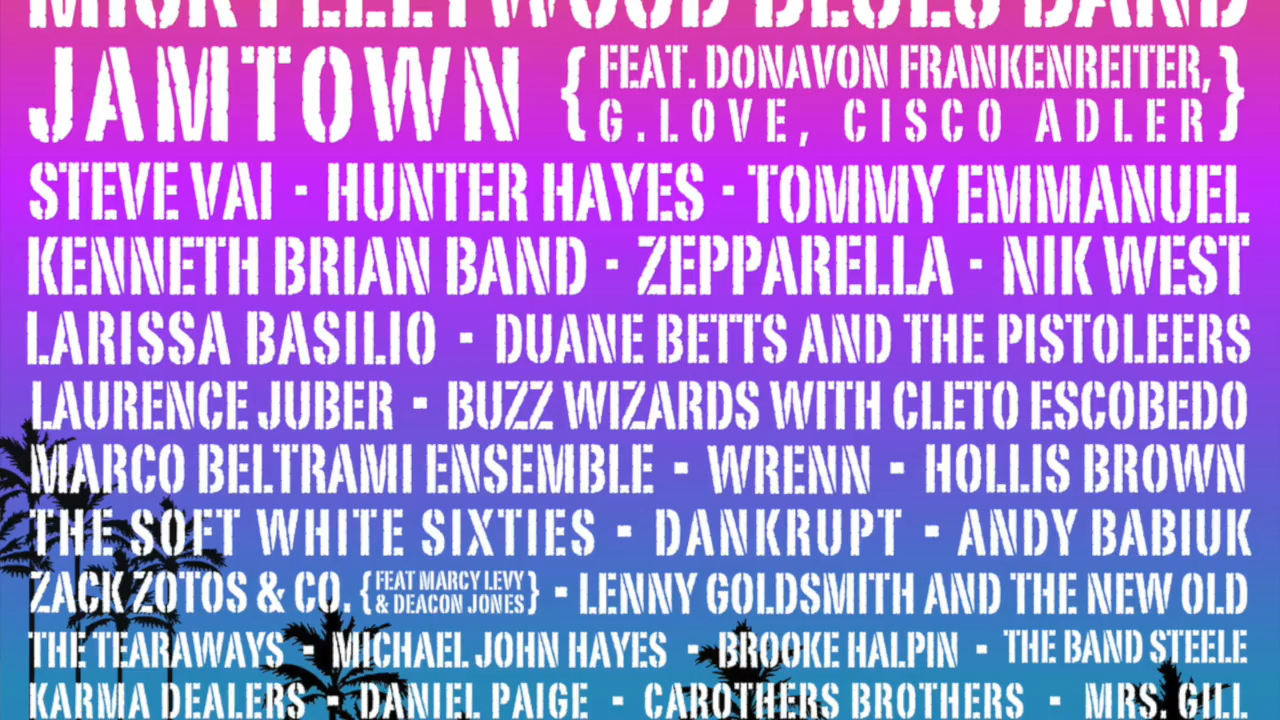 MICK FLEETWOOD BLUES BAND
JAMTOWN {FEAT. DONAVON FRANKENREITER,
G.LOVE, CISCO ADLER}
STEVE VAI - HUNTER HAYES - TOMMY EMMANUEL
KENNETH BRIAN BAND - ZEPPARELLA - NIK WEST
LARISSA BASILIO - DUANE BETTS AND THE PISTOLEERS
LAURENCE JUBER - BUZZ WIZARDS WITH CLETO ESCOBEDO
MARCO BELTRAMI ENSEMBLE - WRENN - HOLLIS BROWN
THE SOFT WHITE SIXTIES - DANKRUPT - ANDY BABIUK
ZACK ZOTOS & CO. {FEAT MARCY LEVY
& DEACON JONES} - LENNY GOLDSMITH AND THE NEW OLD
THE TEARAWAYS - MICHAEL JOHN HAYES - BROOKE HALPIN - THE BAND STEELE
KARMA DEALERS - DANIEL PAIGE - CAROTHERS BROTHERS - MRS. GILL